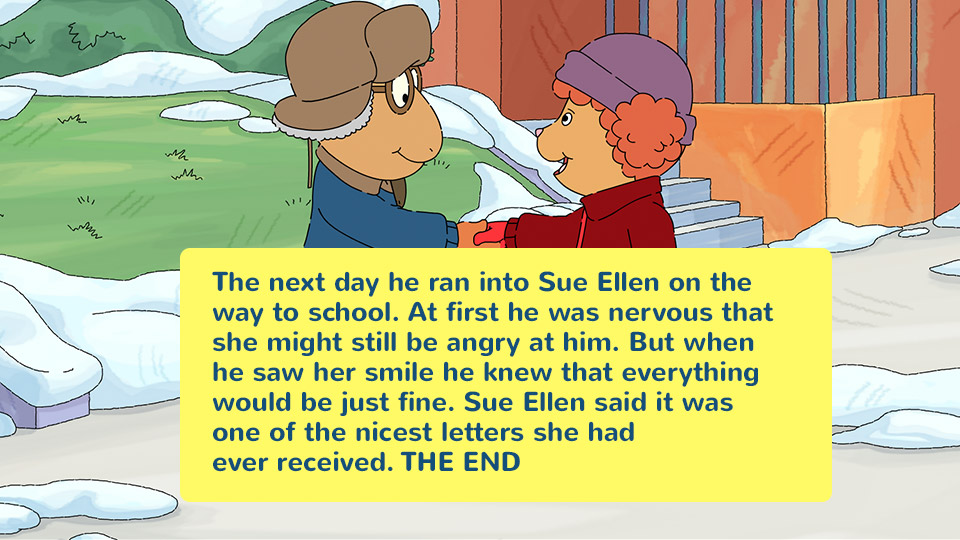 The next day he ran into Sue Ellen on the
way to school. At first he was nervous that
she might still be angry at him. But when
he saw her smile he knew that everything
would be just fine. Sue Ellen said it was
one of the nicest letters she had
ever received. THE END